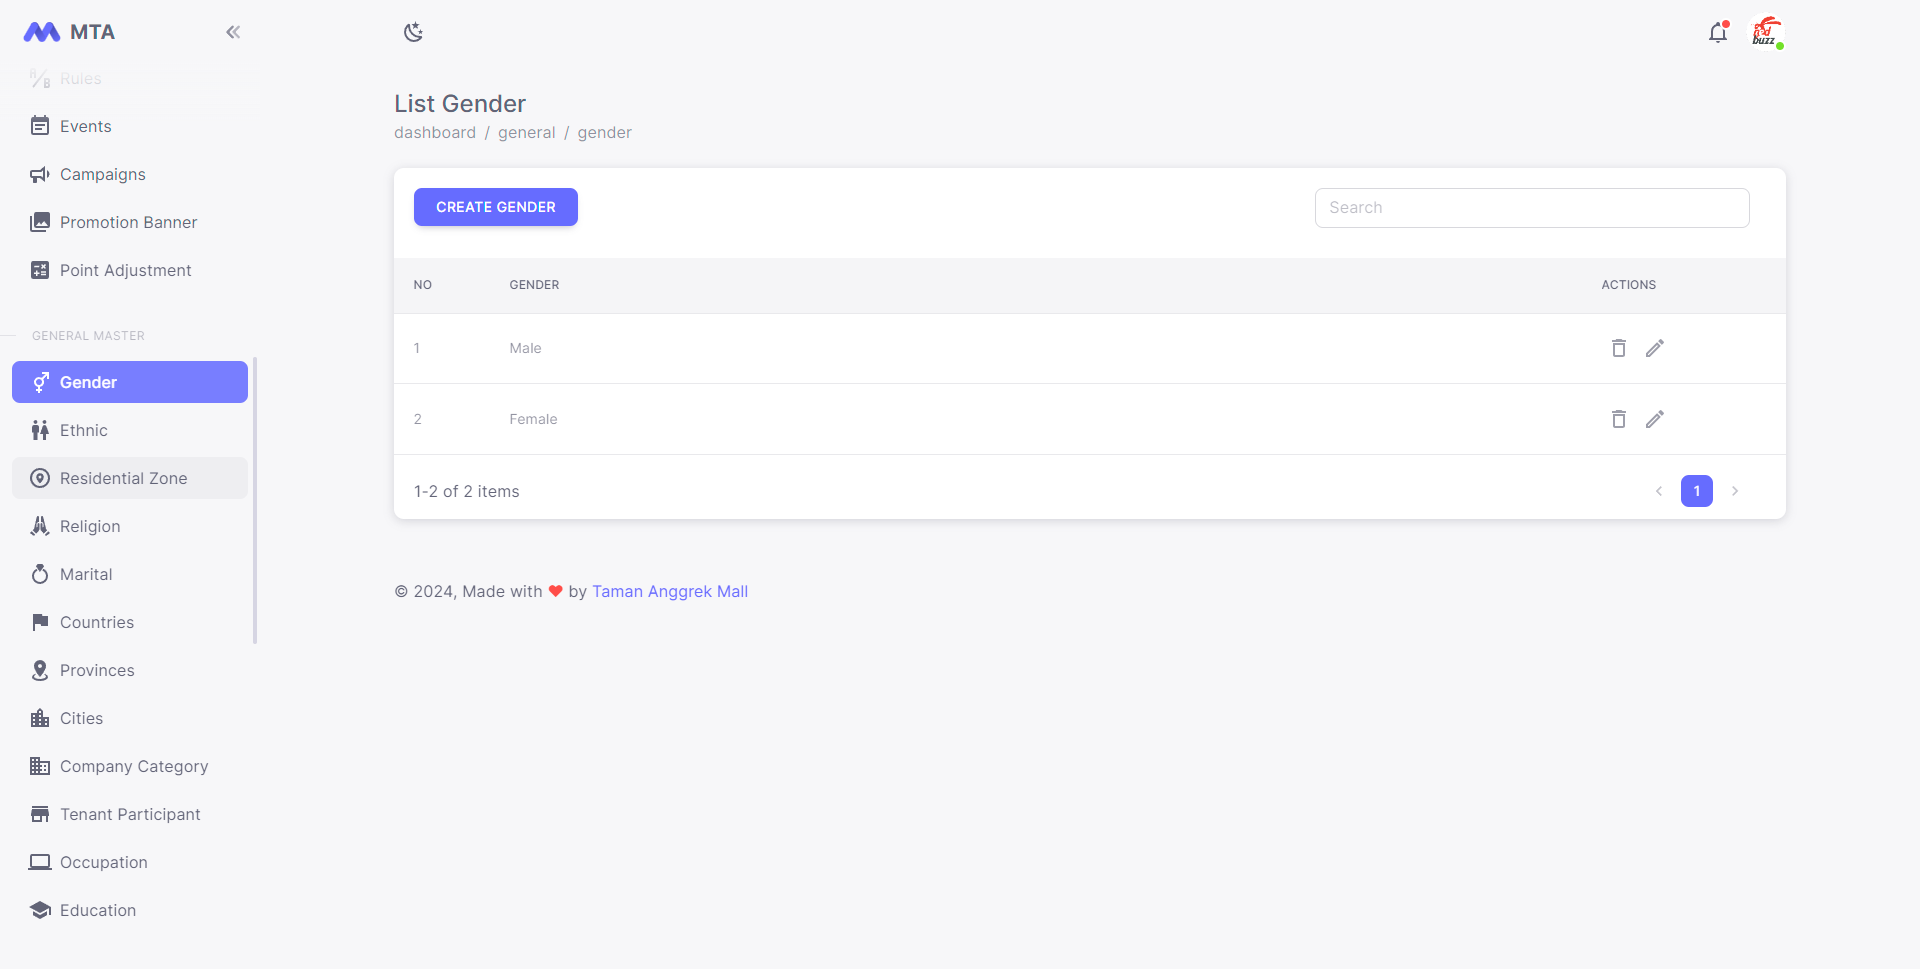 MTA
Rules
Events
Campaigns
Promotion Banner
Point Adjustment
GENERAL MASTER
Gender
Ethnic
Residential Zone
Religion
Marital
Countries
Provinces
Cities
Company Category
Tenant Participant
Occupation
Education
buzz
List Gender
dashboard / general / gender
CREATE GENDER
Search
NO GENDER ACTIONS
1 Male
2 Female
1-2 of 2 items
1
© 2024, Made with ❤ by Taman Anggrek Mall